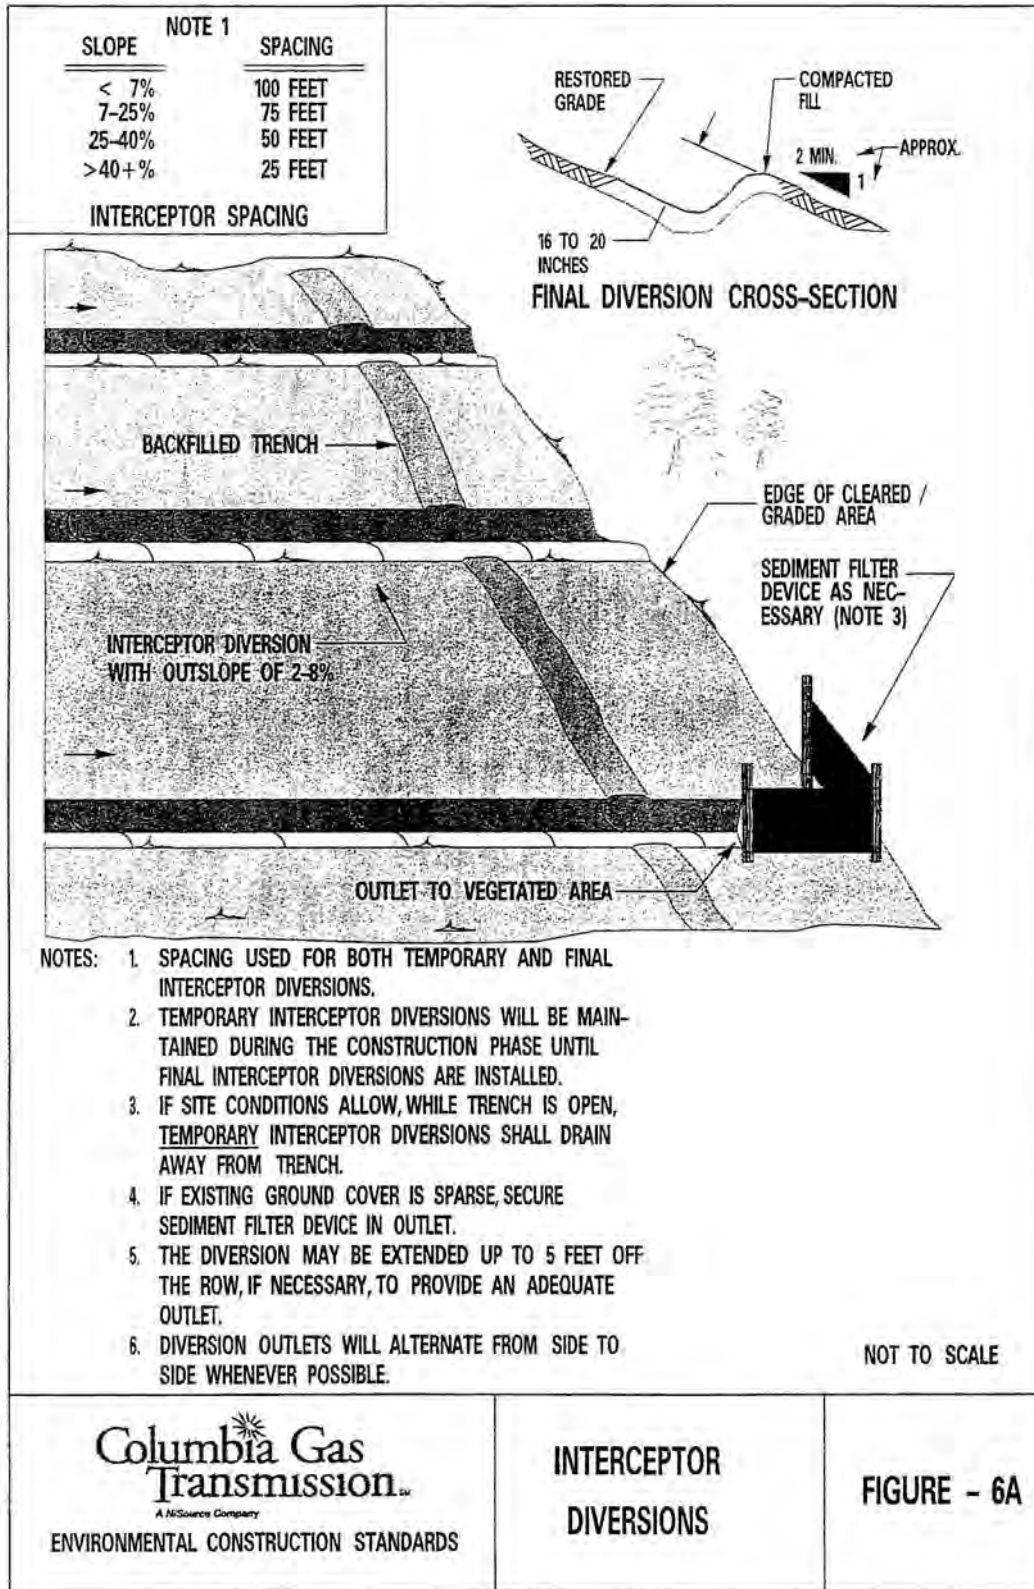 NOTE 1
SLOPE SPACING
< 7% 100 FEET
7-25% 75 FEET
25-40% 50 FEET
>40+% 25 FEET
INTERCEPTOR SPACING
RESTORED
GRADE
COMPACTED
FILL
2 MIN.
APPROX.
1
16 TO 20
INCHES
FINAL DIVERSION CROSS-SECTION
BACKFILLED TRENCH
EDGE OF CLEARED /
GRADED AREA
SEDIMENT FILTER
DEVICE AS NEC-
ESSARY (NOTE 3)
INTERCEPTOR DIVERSION
WITH OUTSLOPE OF 2-8%
OUTLET TO VEGETATED AREA
NOTES: 1. SPACING USED FOR BOTH TEMPORARY AND FINAL
INTERCEPTOR DIVERSIONS.
2. TEMPORARY INTERCEPTOR DIVERSIONS WILL BE MAIN-
TAINED DURING THE CONSTRUCTION PHASE UNTIL
FINAL INTERCEPTOR DIVERSIONS ARE INSTALLED.
3. IF SITE CONDITIONS ALLOW, WHILE TRENCH IS OPEN,
TEMPORARY INTERCEPTOR DIVERSIONS SHALL DRAIN
AWAY FROM TRENCH.
4. IF EXISTING GROUND COVER IS SPARSE, SECURE
SEDIMENT FILTER DEVICE IN OUTLET.
5. THE DIVERSION MAY BE EXTENDED UP TO 5 FEET OFF
THE ROW, IF NECESSARY, TO PROVIDE AN ADEQUATE
OUTLET.
6. DIVERSION OUTLETS WILL ALTERNATE FROM SIDE TO
SIDE WHENEVER POSSIBLE.
NOT TO SCALE
Columbia Gas
Transmission℠
A NiSource Company
ENVIRONMENTAL CONSTRUCTION STANDARDS
INTERCEPTOR
DIVERSIONS
FIGURE - 6A